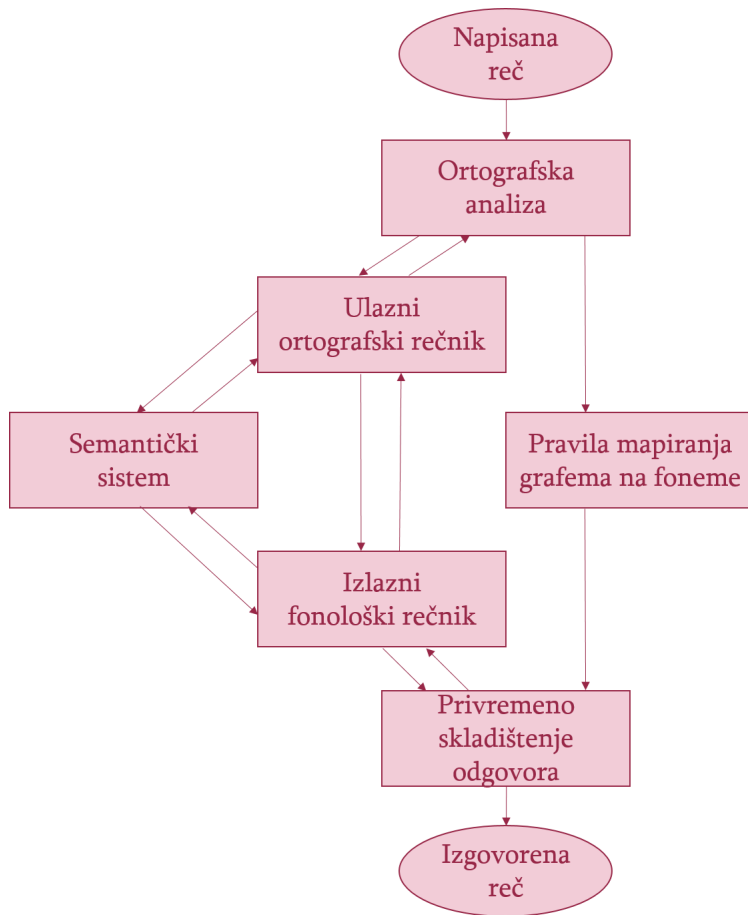 Napisana
reč
Ortografska
analiza
Ulazni
ortografski rečnik
Semantički
sistem
Pravila mapiranja
grafema na foneme
Izlazni
fonološki rečnik
Privremeno
skladištenje
odgovora
Izgovorena
reč